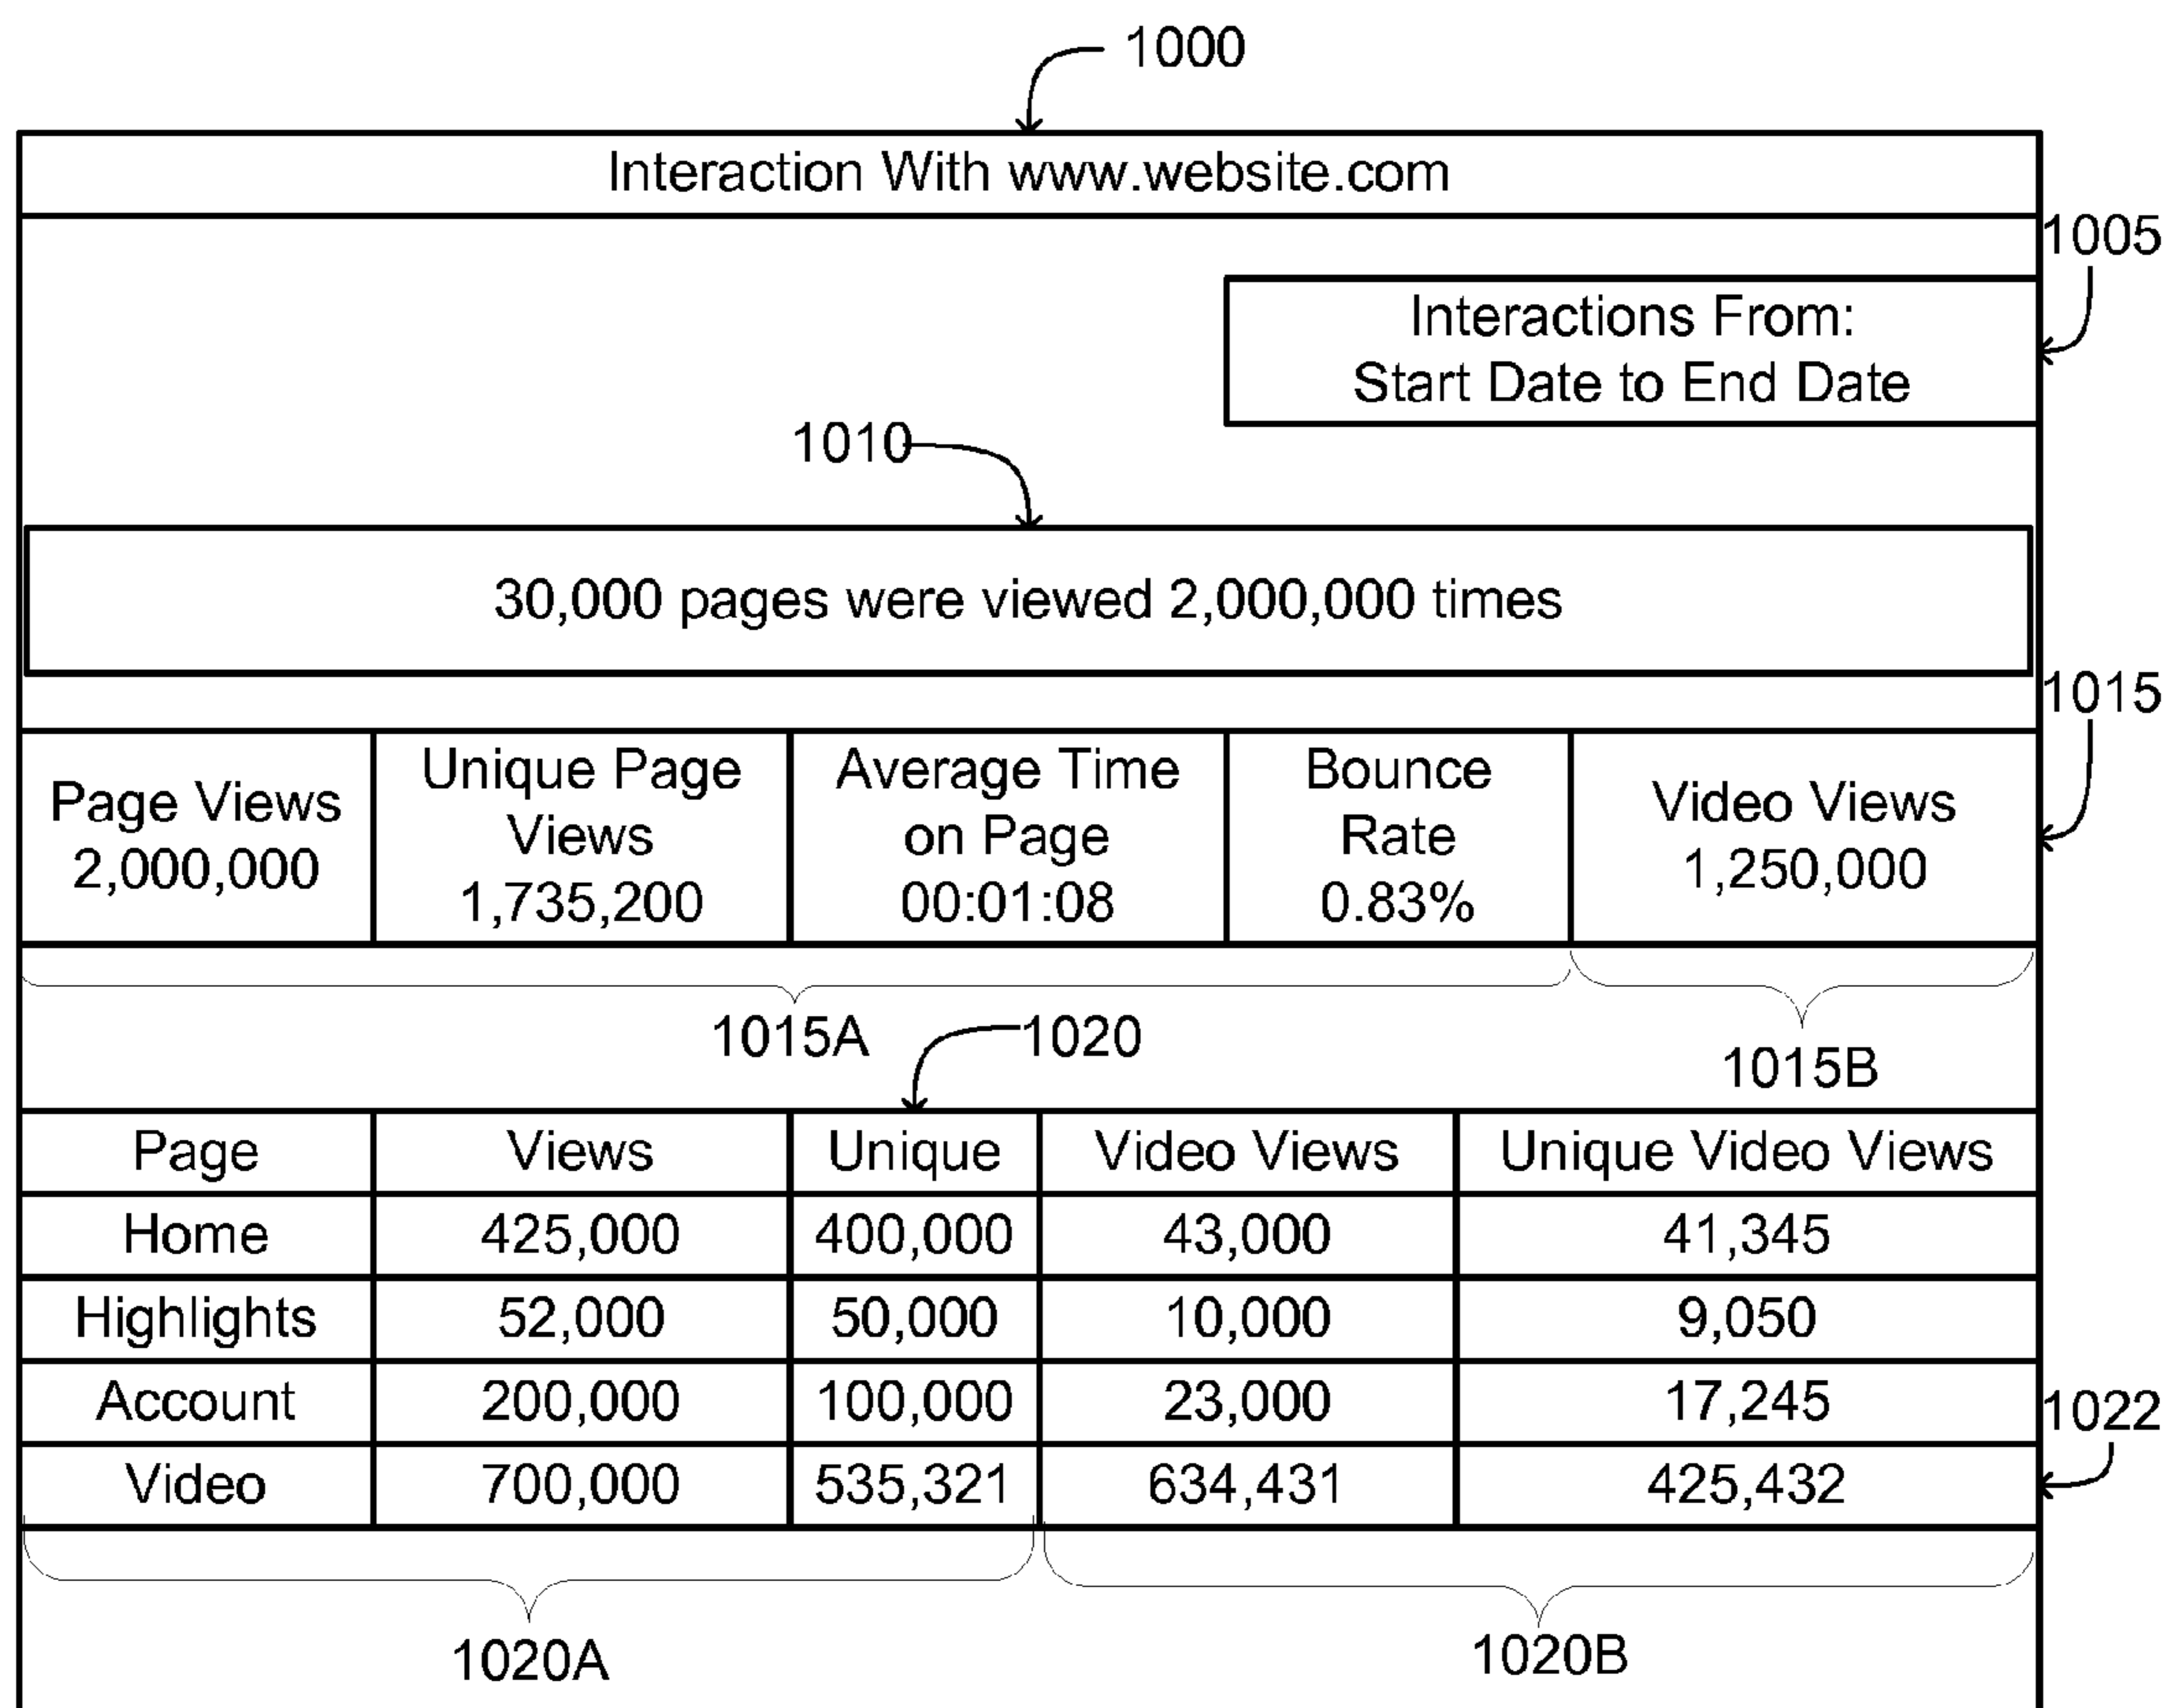 1000
Interaction With www.website.com
1005
Interactions From:
Start Date to End Date
1010
30,000 pages were viewed 2,000,000 times
1015
Page Views
2,000,000
Unique Page
Views
1,735,200
Average Time
on Page
00:01:08
Bounce
Rate
0.83%
Video Views
1,250,000
1015A
1020
1015B
Page Views Unique Video Views Unique Video Views
Home 425,000 400,000 43,000 41,345
Highlights 52,000 50,000 10,000 9,050
Account 200,000 100,000 23,000 17,245
1022
Video 700,000 535,321 634,431 425,432
1020A
1020B